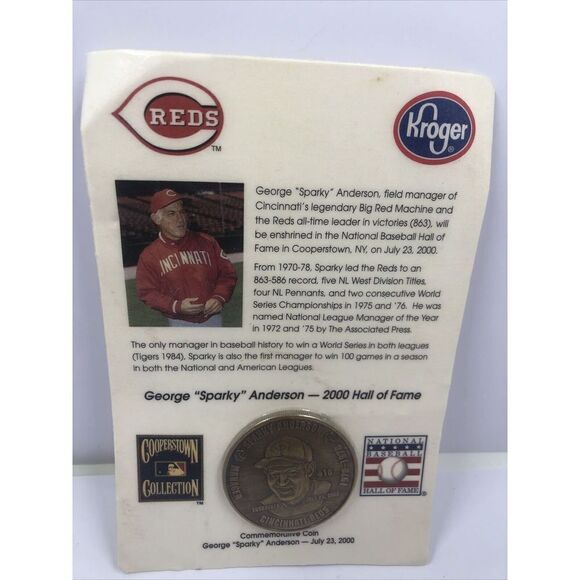 REDS
TM
Kroger
®
INCINNATI
George "Sparky" Anderson, field manager of
Cincinnati's legendary Big Red Machine and
the Reds all-time leader in victories (863), will
be enshrined in the National Baseball Hall of
Fame in Cooperstown, NY, on July 23, 2000.
From 1970-78, Sparky led the Reds to an
863-586 record, five NL West Division Titles,
four NL Pennants, and two consecutive World
Series Championships in 1975 and '76. He was
named National League Manager of the Year
in 1972 and '75 by The Associated Press.
The only manager in baseball history to win a World Series in both leagues
(Tigers 1984), Sparky is also the first manager to win 100 games in a season
in both the National and American Leagues.
George "Sparky" Anderson — 2000 Hall of Fame
COOPERSTOWN
COLLECTION
TM
SPARKY ANDERSON
#10
CINCINNATI REDS
NATIONAL
BASEBALL
HALL OF FAME
®
Commemorative Coin
George "Sparky" Anderson — July 23, 2000